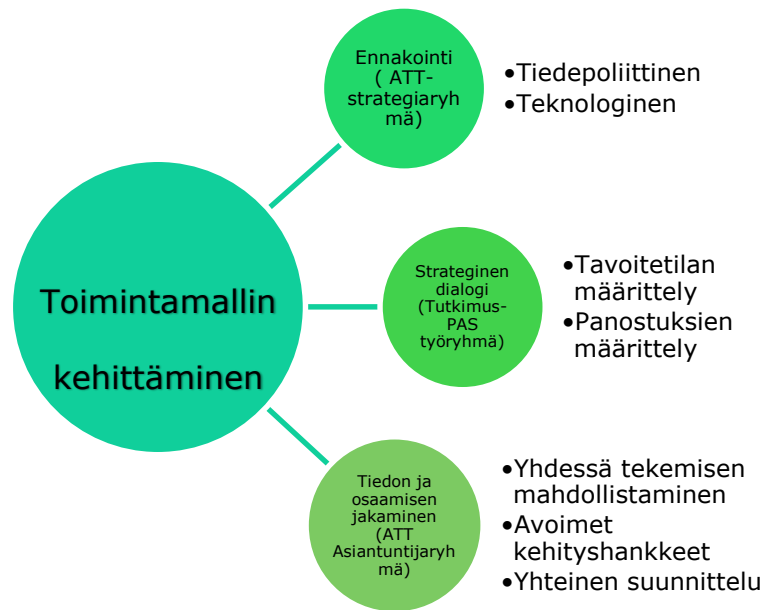 Toimintamallin
kehittäminen
Ennakointi
( ATT-
strategiaryh
mä)
•Tiedepoliittinen
•Teknologinen
Strateginen
dialogi
(Tutkimus-
PAS
työryhmä)
•Tavoitetilan
määrittely
•Panostuksien
määrittely
Tiedon ja
osaamisen
jakaminen
(ATT
Asiantuntijaryh
mä)
•Yhdessä tekemisen
mahdollistaminen
•Avoimet
kehityshankkeet
•Yhteinen suunnittelu